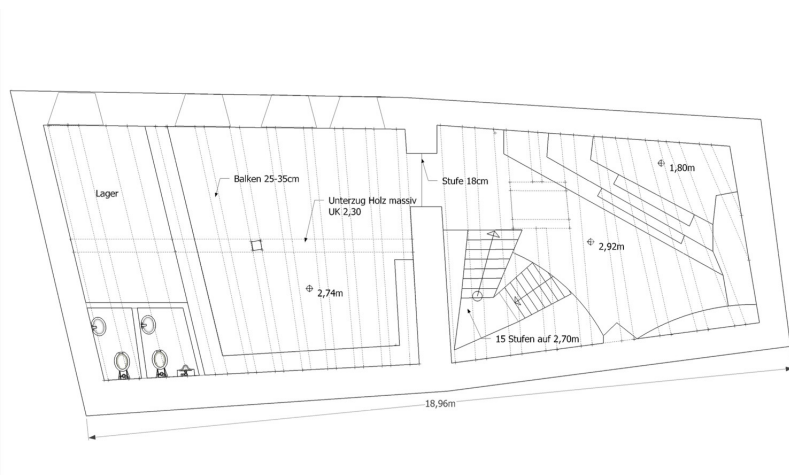 Lager
Balken 25-35cm
Stufe 18cm
1,80m
Unterzug Holz massiv
UK 2,30
2,92m
2,74m
15 Stufen auf 2,70m
18,96m